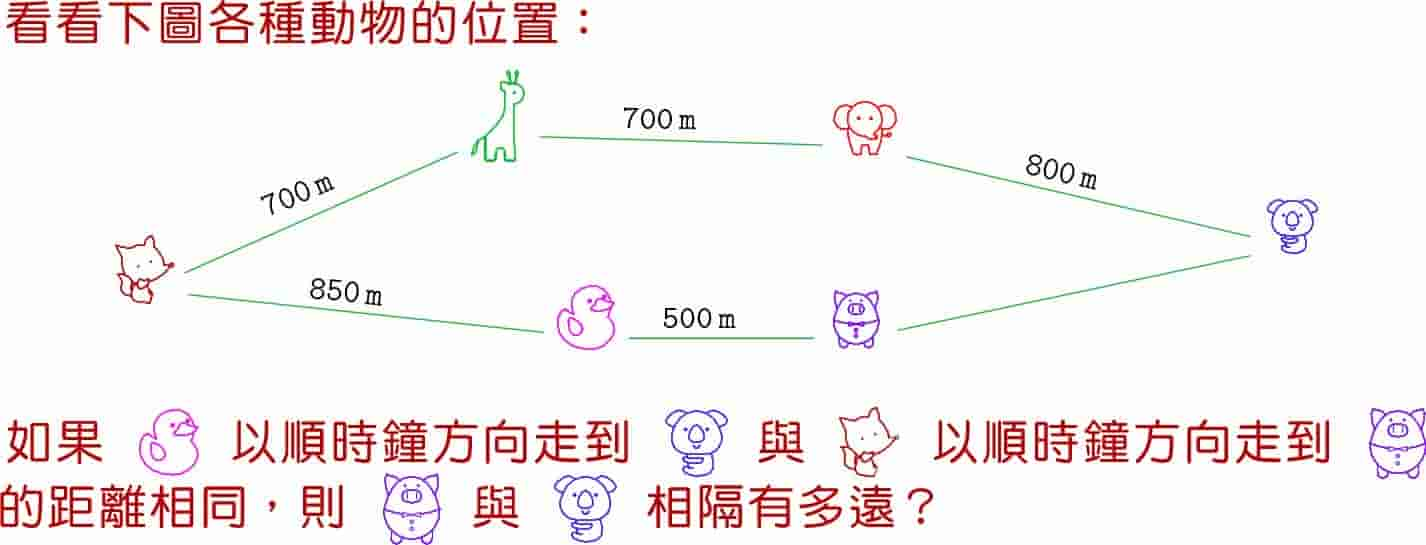 看看下圖各種動物的位置：
700 m
800 m
700 m
850 m
500 m
如果 以順時鐘方向走到 與 以順時鐘方向走到
的距離相同，則 與 相隔有多遠？